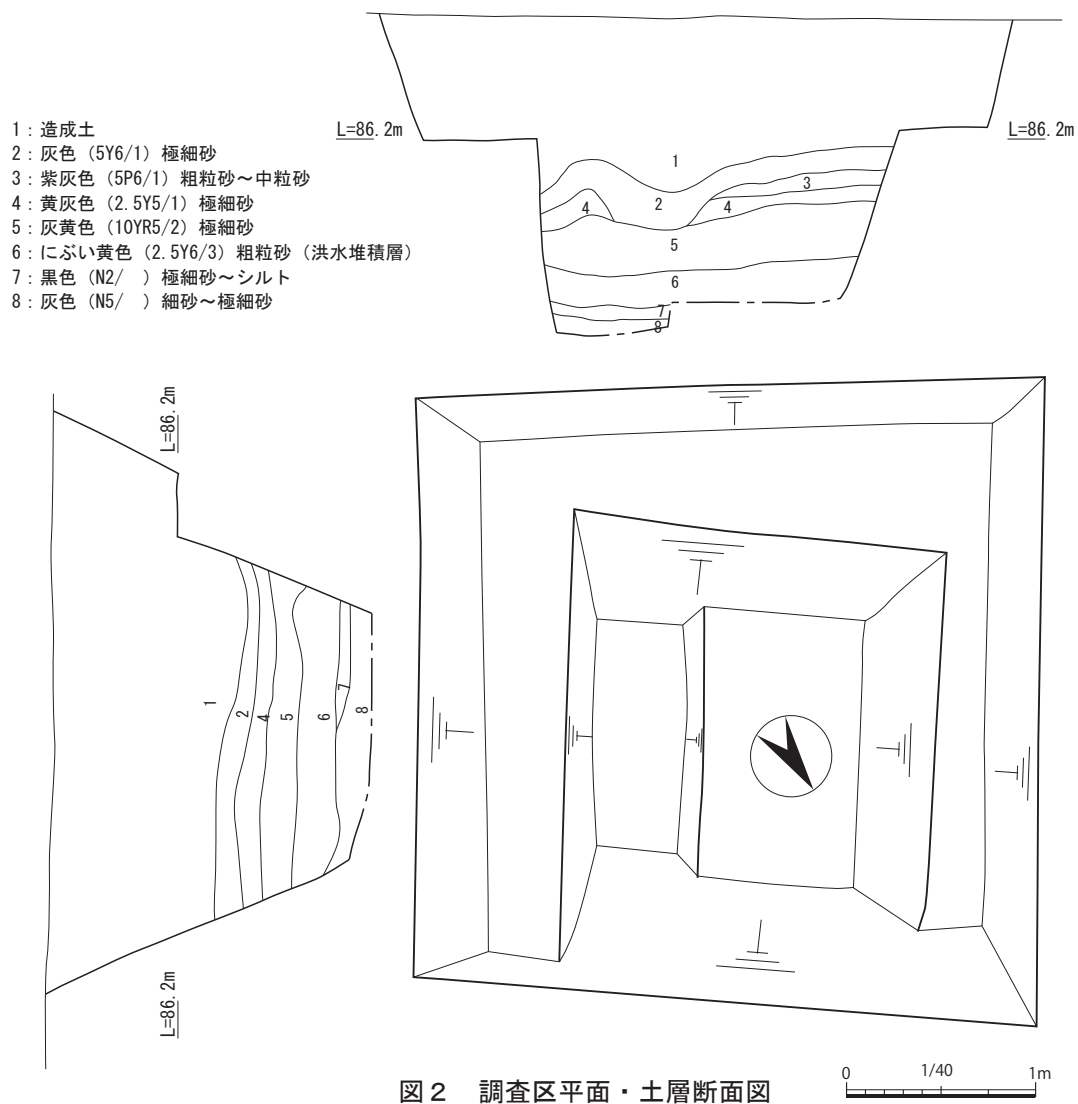 1：造成土
2：灰色（5Y6/1）極細砂
3：紫灰色（5P6/1）粗粒砂～中粒砂
4：黄灰色（2.5Y5/1）極細砂
5：灰黄色（10YR5/2）極細砂
6：にぶい黄色（2.5Y6/3）粗粒砂（洪水堆積層）
7：黒色（N2/　）極細砂～シルト
8：灰色（N5/　）細砂～極細砂
L=86.2m
L=86.2m
1
3
2
4
4
5
6
7
8
L=86.2m
1
2
4
5
6
7
8
L=86.2m
図２　調査区平面・土層断面図
0
1/40
1m